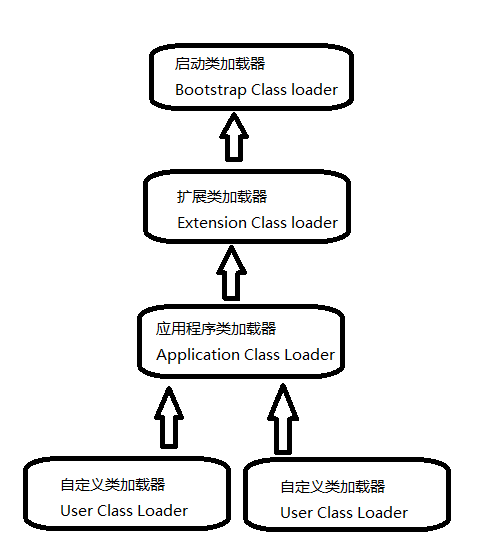 启动类加载器
Bootstrap Class loader
扩展类加载器
Extension Class loader
应用程序类加载器
Application Class Loader
自定义类加载器
User Class Loader
自定义类加载器
User Class Loader